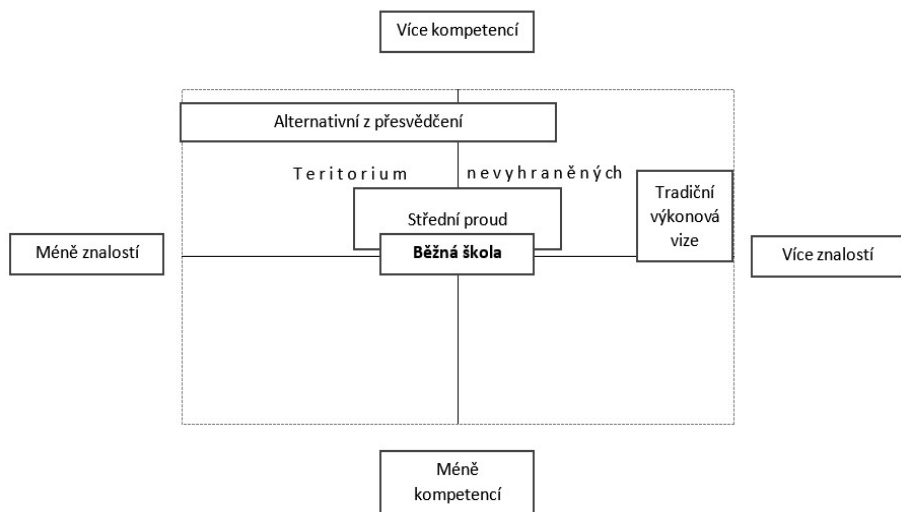 Více kompetencí
Alternativní z přesvědčení
Teritorium nevyhraněných
Střední proud
Tradiční
výkonová
vize
Méně znalostí
Běžná škola
Více znalostí
Méně
kompetencí